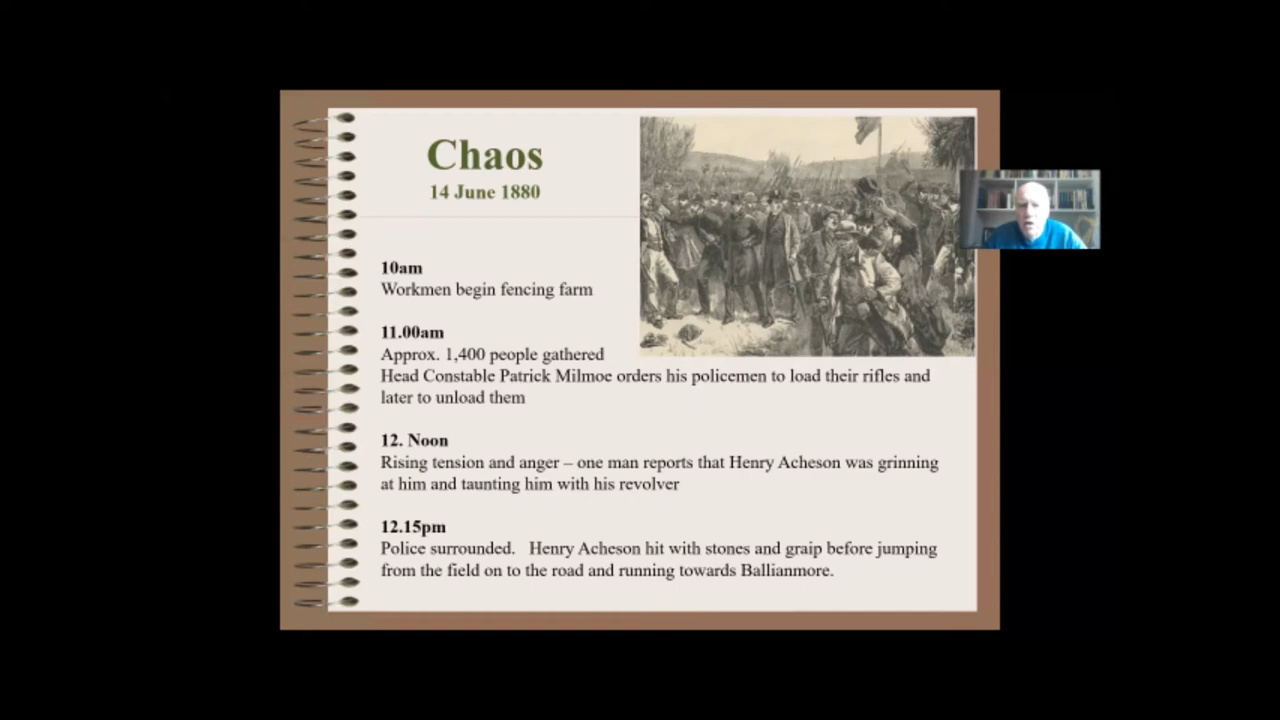 Chaos
14 June 1880
10am
Workmen begin fencing farm
11.00am
Approx. 1,400 people gathered
Head Constable Patrick Milmoe orders his policemen to load their rifles and
later to unload them
12. Noon
Rising tension and anger – one man reports that Henry Acheson was grinning
at him and taunting him with his revolver
12.15pm
Police surrounded. Henry Acheson hit with stones and graip before jumping
from the field on to the road and running towards Ballianmore.